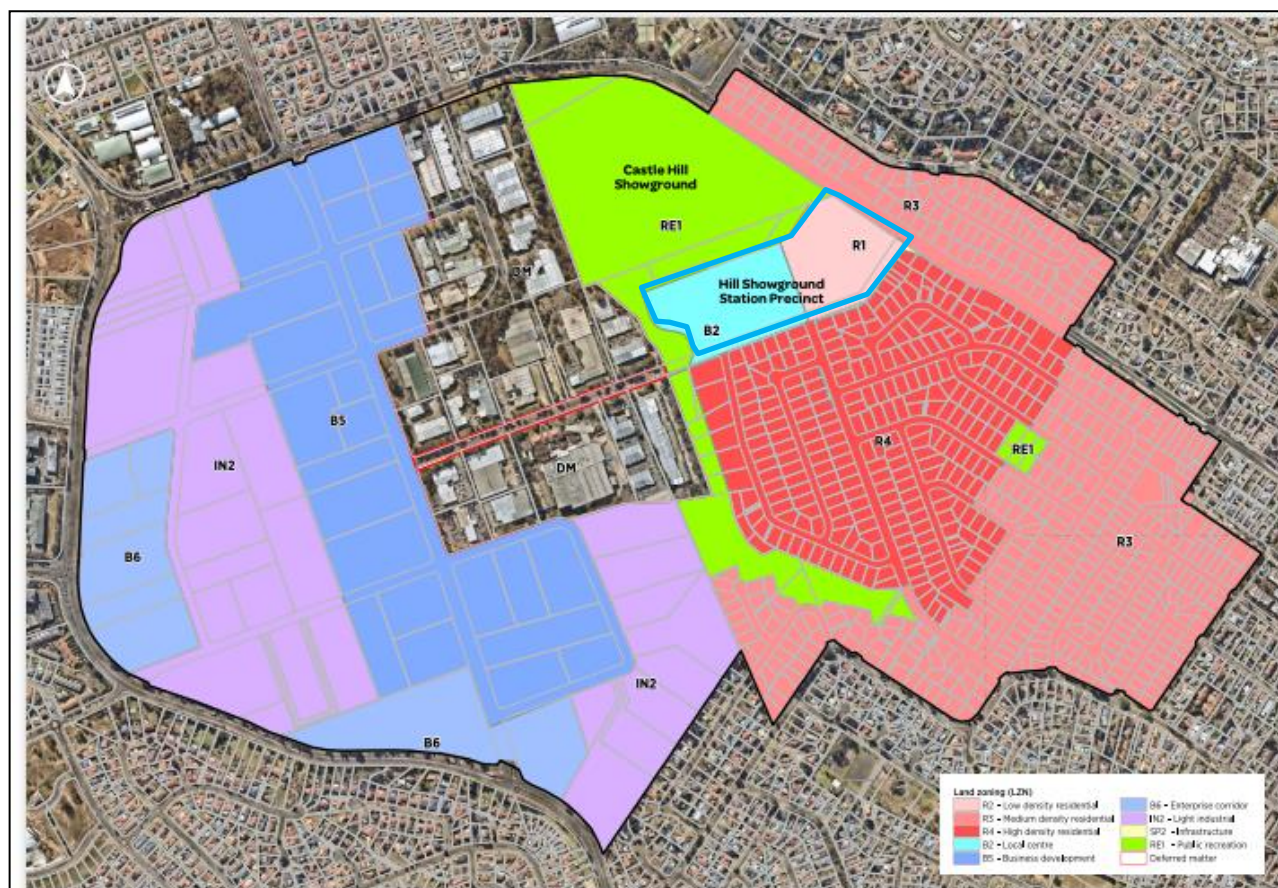 Castle Hill
Showground
R3
RE1
R1
DM
Hill Showground
Station Precinct
B2
B5
R4
RE1
IN2
DM
R3
B6
IN2
B6
Land zoning (LZN)
R2 - Low density residential
R3 - Medium density residential
R4 - High density residential
B2 - Local centre
B5 - Business development
B6 - Enterprise corridor
IN2 - Light industrial
SP2 - Infrastructure
RE1 - Public recreation
Deferred matter